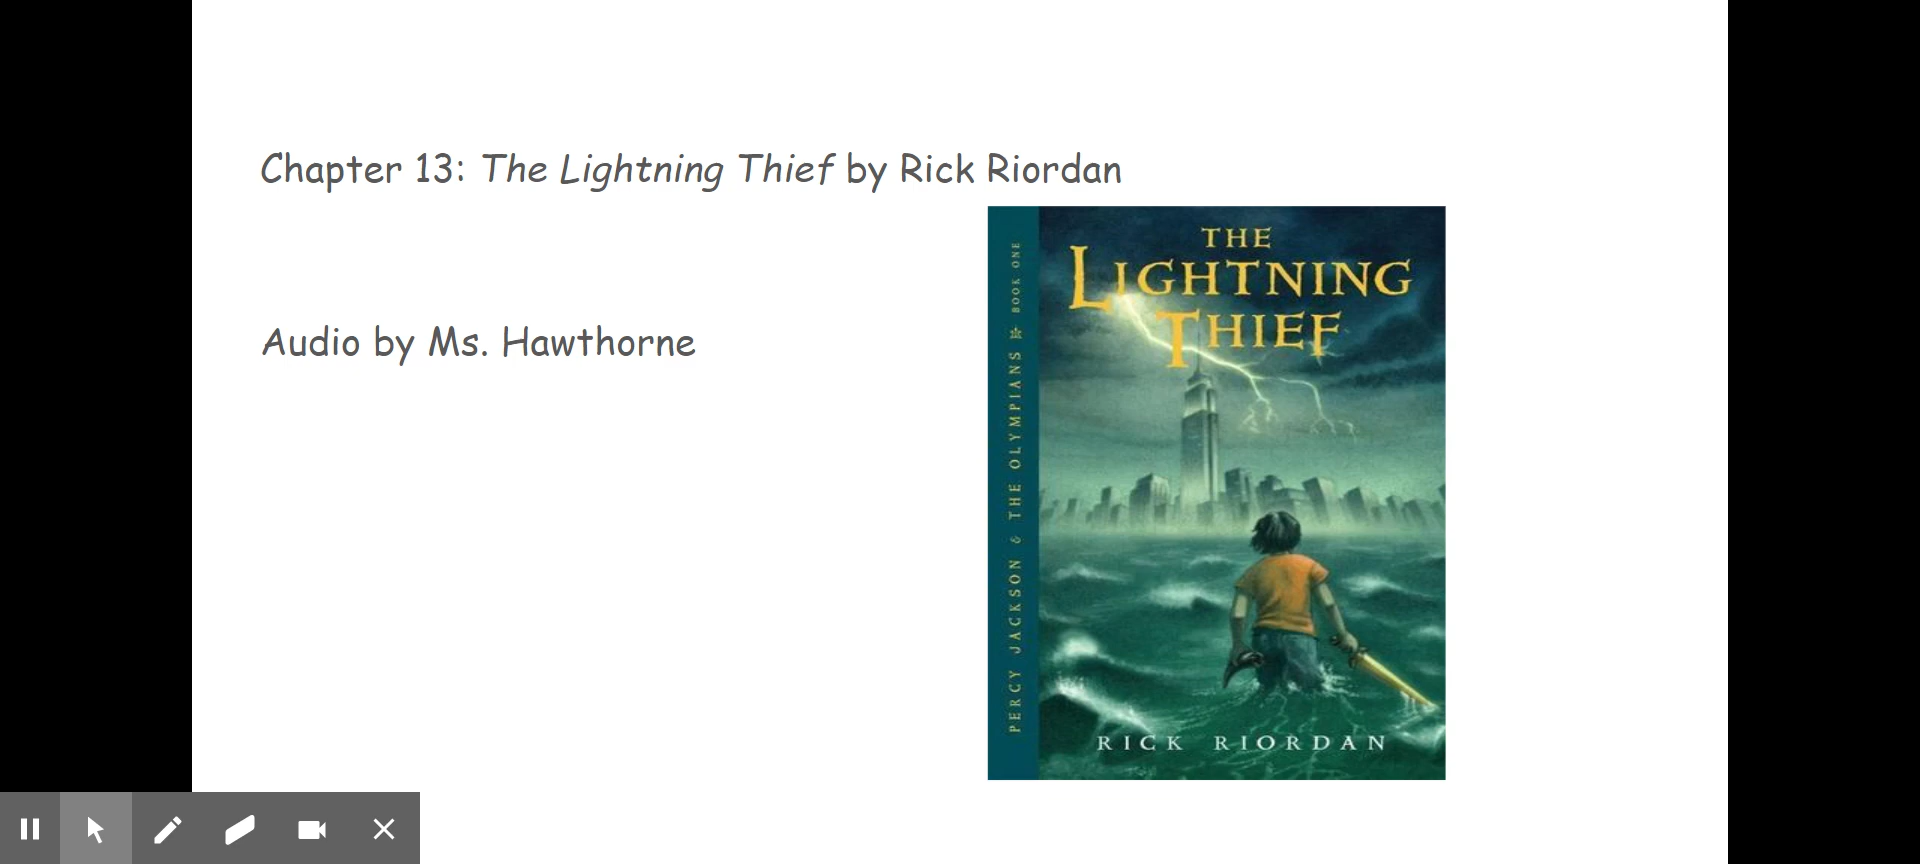 Chapter 13: The Lightning Thief by Rick Riordan
Audio by Ms. Hawthorne
PERCY JACKSON & THE OLYMPIANS BOOK ONE
THE
LIGHTNING
THIEF
RICK RIORDAN